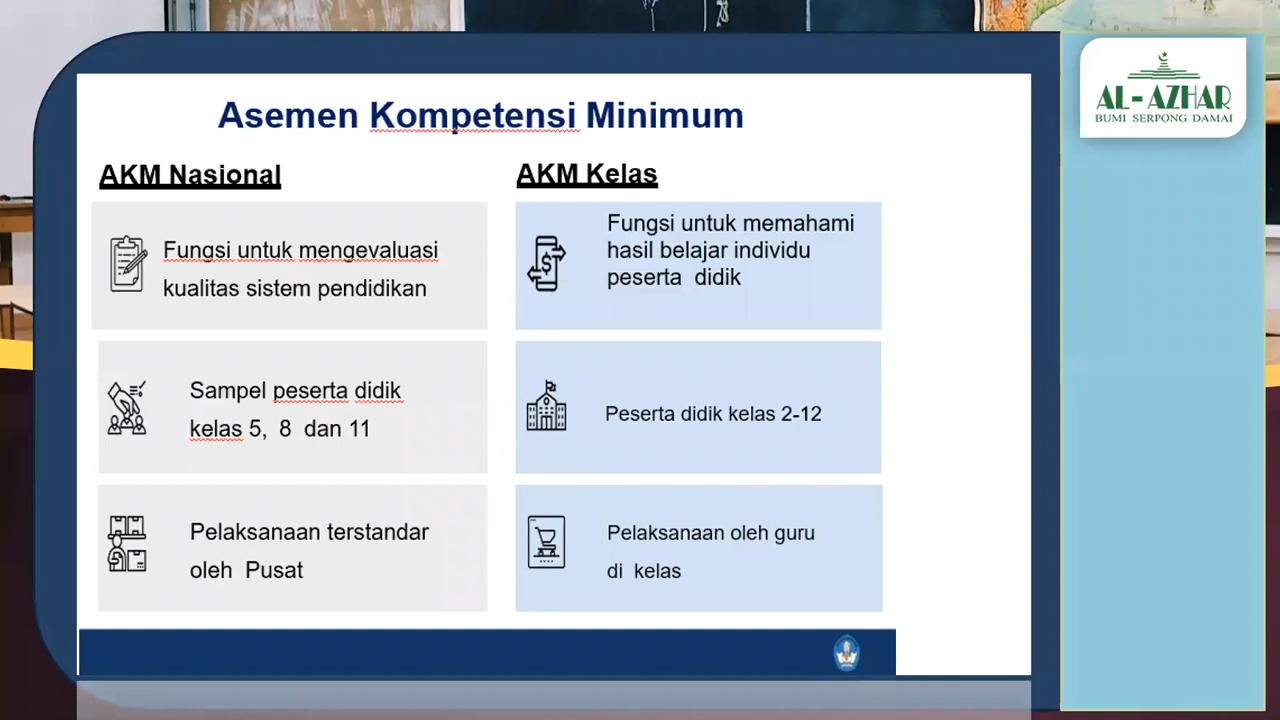 Asemen Kompetensi Minimum
AKM Nasional
Fungsi untuk mengevaluasi
kualitas sistem pendidikan
Sampel peserta didik
kelas 5, 8 dan 11
Pelaksanaan terstandar
oleh Pusat
AKM Kelas
Fungsi untuk memahami
hasil belajar individu
peserta didik
Peserta didik kelas 2-12
Pelaksanaan oleh guru
di kelas
AL-AZHAR
BUMI SERPONG DAMAI